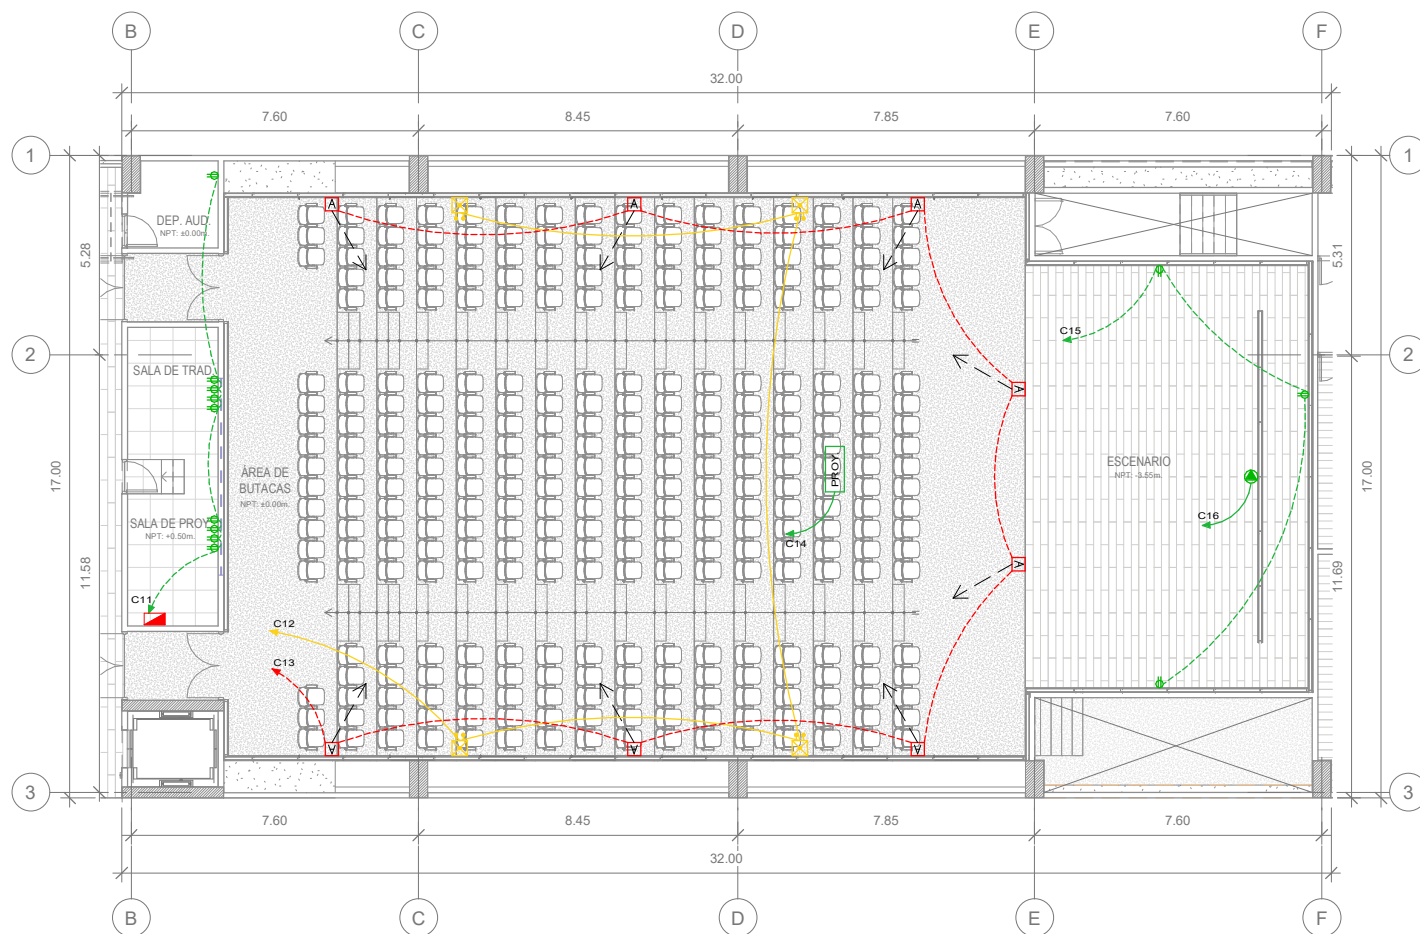 B
C
D
E
F
32.00
7.60
8.45
7.85
7.60
1
1
DEP. AUD
NPT: ±0.00m.
5.28
5.31
C15
2
2
SALA DE TRAD
ÁREA DE
BUTACAS
NPT: ±0.00m.
PROY.
ESCENARIO
NPT: -3.55m.
17.00
17.00
SALA DE PROY
NPT: +0.50m.
C16
C14
11.58
11.69
C11
C12
C13
A
A
A
A
A
A
A
A
3
3
7.60
8.45
7.85
7.60
32.00
B
C
D
E
F